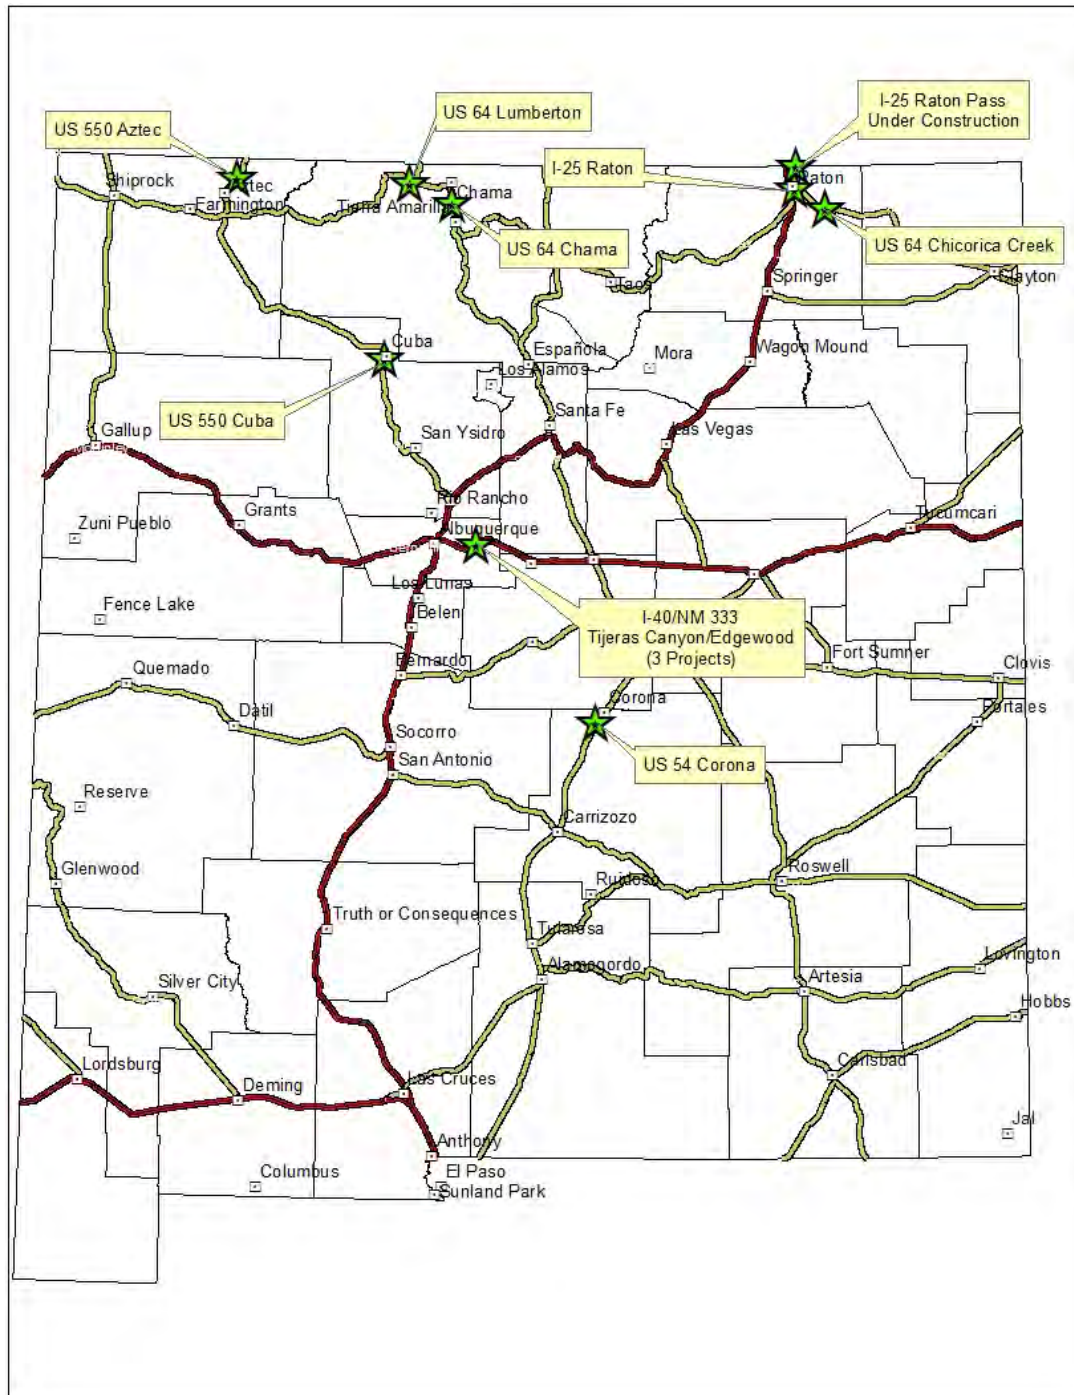 I-25 Raton Pass
Under Construction
US 64 Lumberton
US 550 Aztec
I-25 Raton
Raton
Aztec
Shiprock
Chama
Farmington
Tierra Amarilla
US 64 Chama
US 64 Chicorica Creek
Springer
Clayton
Taos
Cuba
Española
Mora
Wagon Mound
Los Alamos
US 550 Cuba
Santa Fe
Gallup
San Ysidro
Las Vegas
Rio Rancho
Grants
Zuni Pueblo
Albuquerque
Tucumcari
Los Lunas
Fence Lake
Belen
I-40/NM 333
Tijeras Canyon/Edgewood
(3 Projects)
Bernardo
Fort Sumner
Clovis
Quemado
Corona
Portales
Datil
Socorro
San Antonio
US 54 Corona
Reserve
Carrizozo
Glenwood
Ruidoso
Roswell
Truth or Consequences
Tularosa
Lovington
Alamogordo
Silver City
Artesia
Hobbs
Lordsburg
Carlsbad
Las Cruces
Deming
Jal
Anthony
Columbus
El Paso
Sunland Park